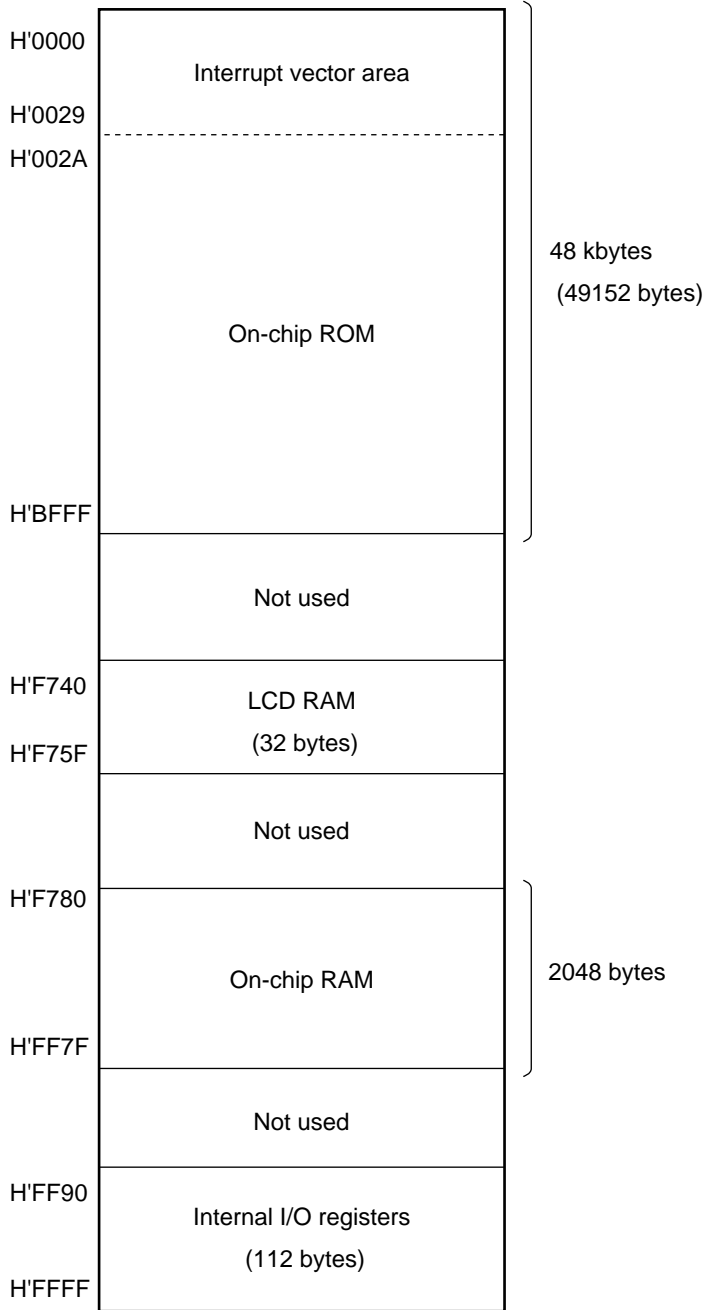 H'0000
Interrupt vector area
H'0029
H'002A
48 kbytes
(49152 bytes)
On-chip ROM
H'BFFF
Not used
H'F740
LCD RAM
(32 bytes)
H'F75F
Not used
H'F780
On-chip RAM
2048 bytes
H'FF7F
Not used
H'FF90
Internal I/O registers
(112 bytes)
H'FFFF